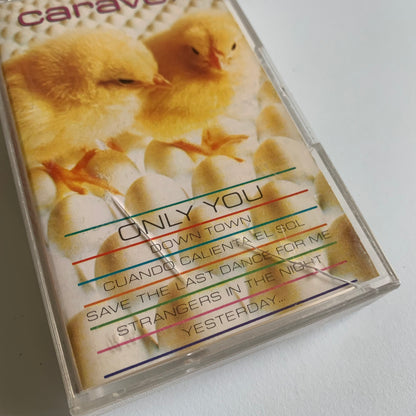 carave
ONLY YOU
DOWN TOWN
CUANDO CALIENTA EL SOL
SAVE THE LAST DANCE FOR ME
STRANGERS IN THE NIGHT
YESTERDAY...